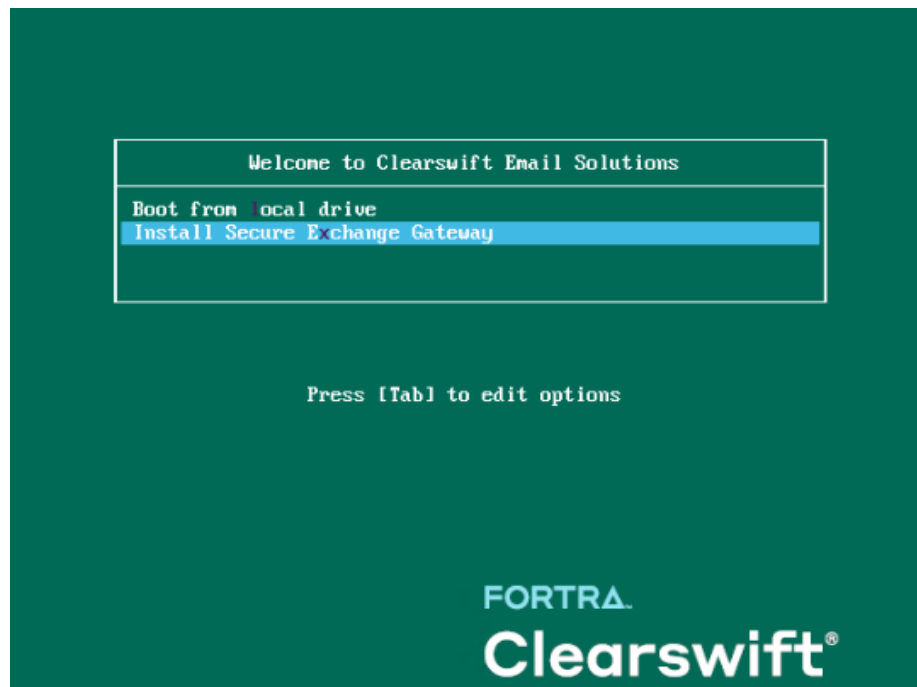 Welcome to Clearswift Email Solutions
Boot from local drive
Install Secure Exchange Gateway
Press [Tab] to edit options
FORTRA™
Clearswift®